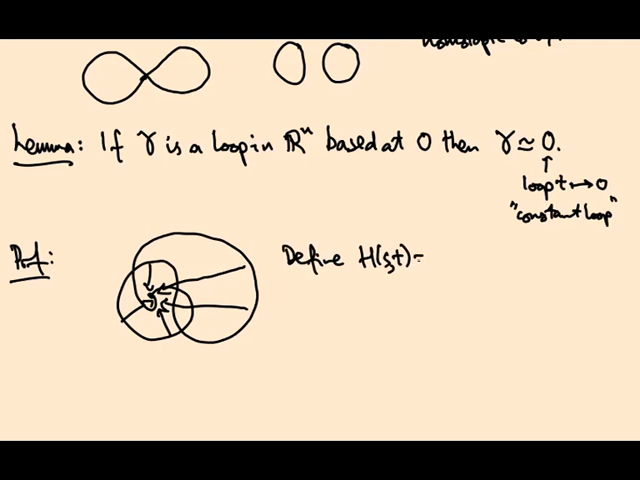 Lemma: If γ is a loop in ℝⁿ based at 0 then γ ≃ 0.
loop t ↦ 0
"constant loop"
Pf: Define H(s,t) =